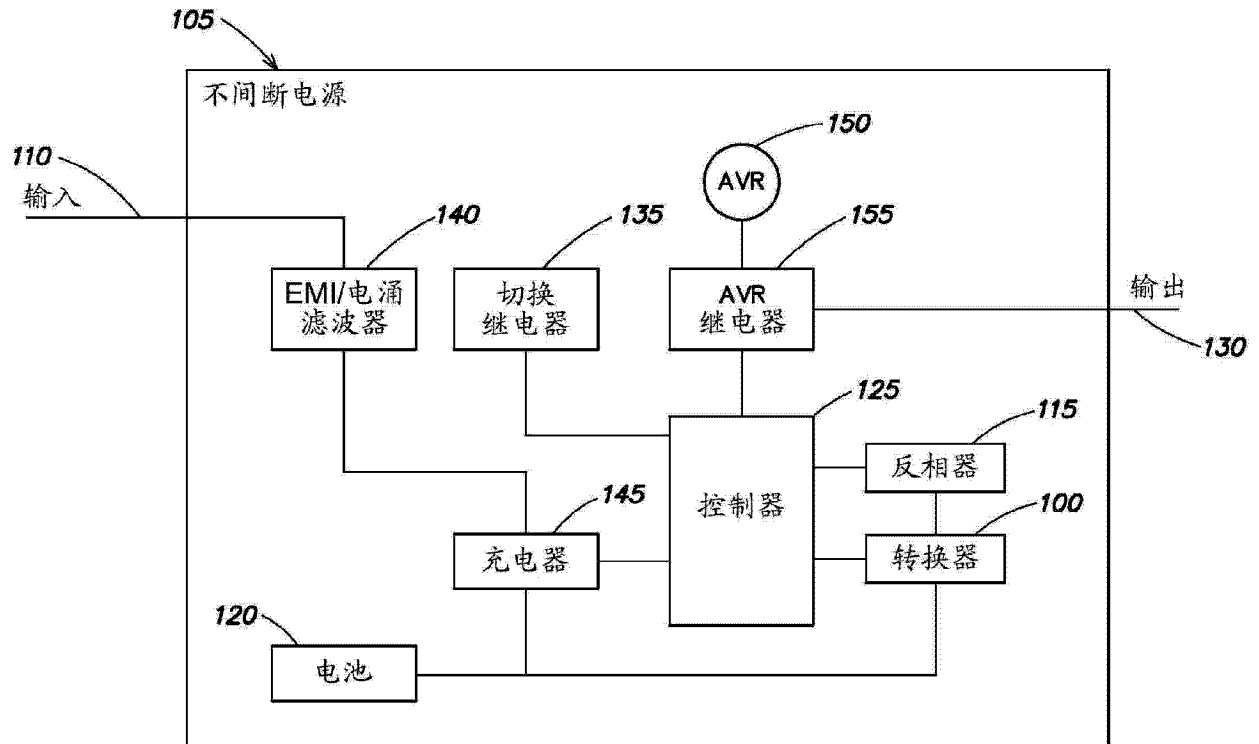 105
不间断电源
110
输入
150
AVR
140
135
155
EMI/电涌
滤波器
切换
继电器
AVR
继电器
输出
130
125
115
反相器
145
控制器
100
充电器
转换器
120
电池